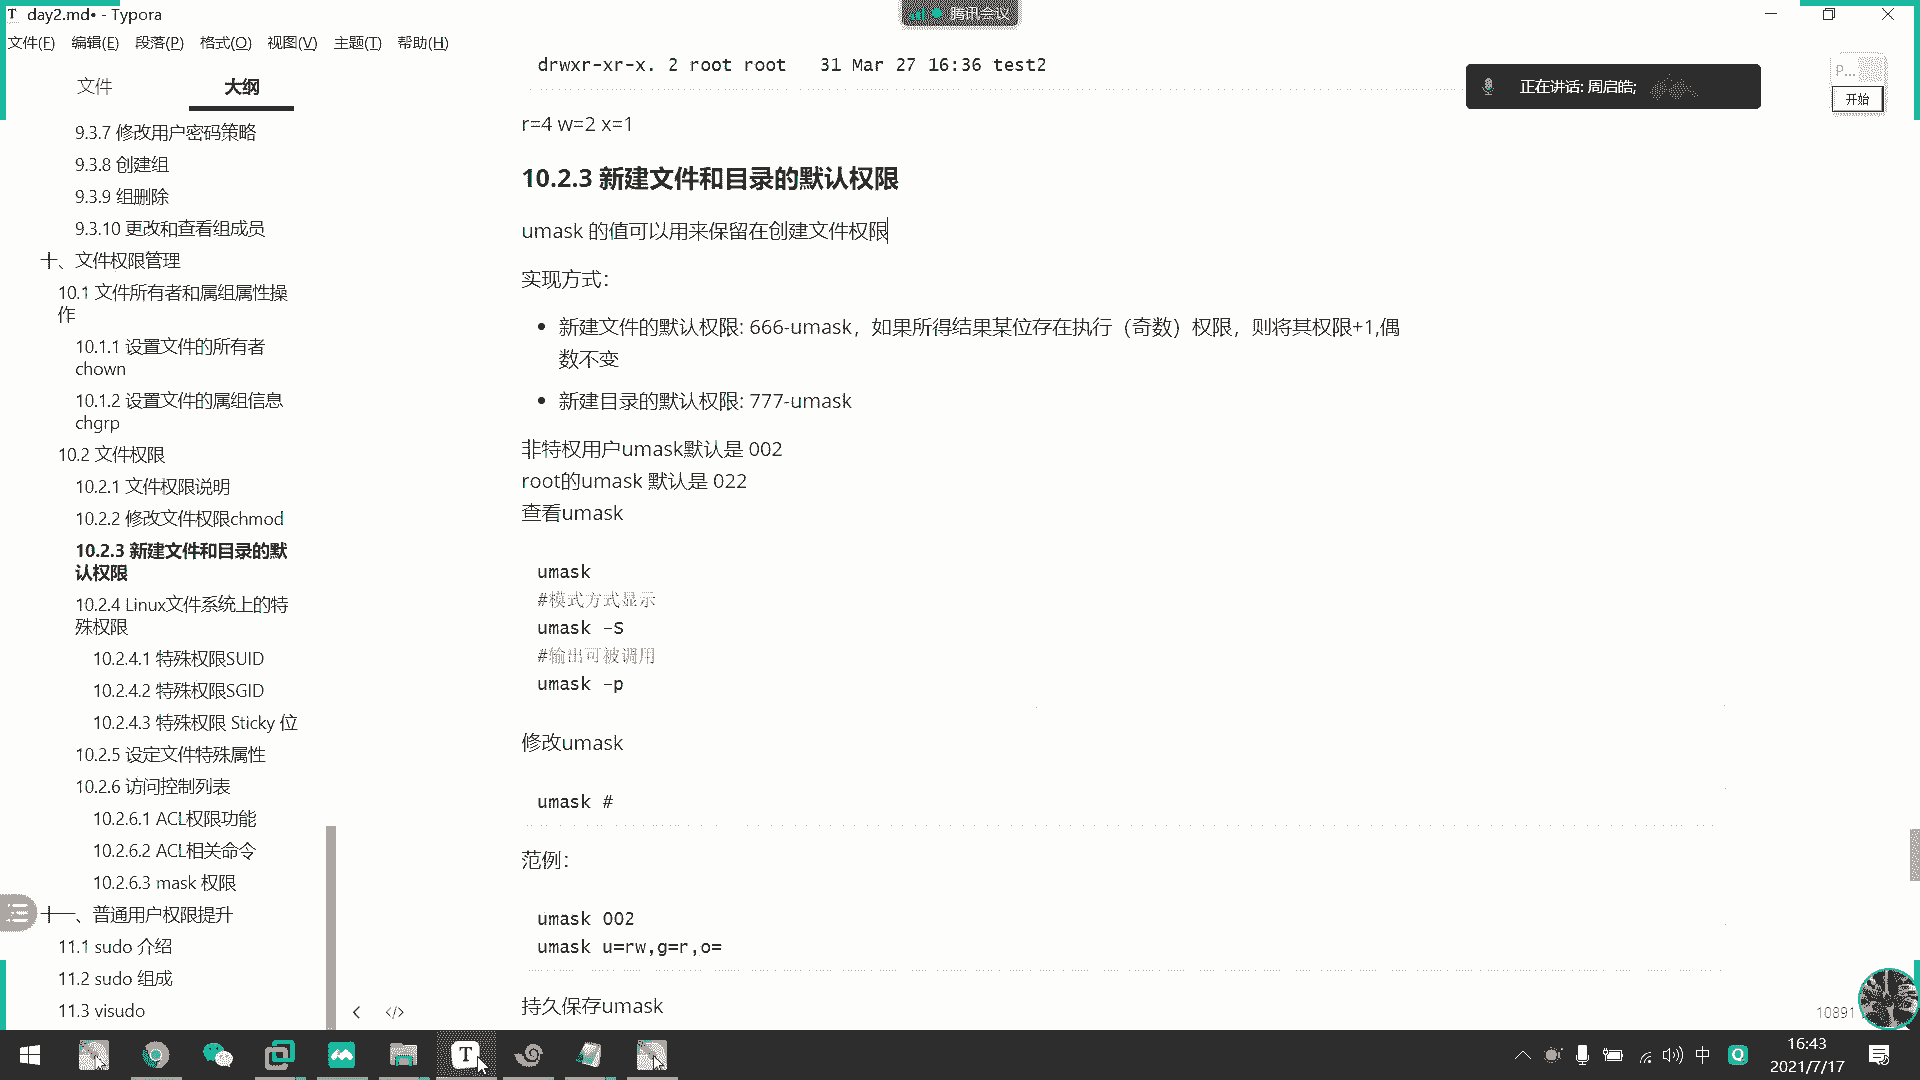 day2.md• - Typora
腾讯会议
文件(F) 编辑(E) 段落(P) 格式(O) 视图(V) 主题(T) 帮助(H)
文件 大纲
9.3.7 修改用户密码策略
9.3.8 创建组
9.3.9 组删除
9.3.10 更改和查看组成员
十、文件权限管理
10.1 文件所有者和属组属性操
作
10.1.1 设置文件的所有者
chown
10.1.2 设置文件的属组信息
chgrp
10.2 文件权限
10.2.1 文件权限说明
10.2.2 修改文件权限chmod
10.2.3 新建文件和目录的默
认权限
10.2.4 Linux文件系统上的特
殊权限
10.2.4.1 特殊权限SUID
10.2.4.2 特殊权限SGID
10.2.4.3 特殊权限 Sticky 位
10.2.5 设定文件特殊属性
10.2.6 访问控制列表
10.2.6.1 ACL权限功能
10.2.6.2 ACL相关命令
10.2.6.3 mask 权限
十一、普通用户权限提升
11.1 sudo 介绍
11.2 sudo 组成
11.3 visudo
drwxr-xr-x. 2 root root 31 Mar 27 16:36 test2
r=4 w=2 x=1
10.2.3 新建文件和目录的默认权限
umask 的值可以用来保留在创建文件权限
实现方式：
新建文件的默认权限: 666-umask，如果所得结果某位存在执行（奇数）权限，则将其权限+1,偶
数不变
新建目录的默认权限: 777-umask
非特权用户umask默认是 002
root的umask 默认是 022
查看umask
umask
#模式方式显示
umask -S
#输出可被调用
umask -p
修改umask
umask #
范例：
umask 002
umask u=rw,g=r,o=
持久保存umask
正在讲话: 周启皓;
P...
开始
10891
中
16:43
2021/7/17